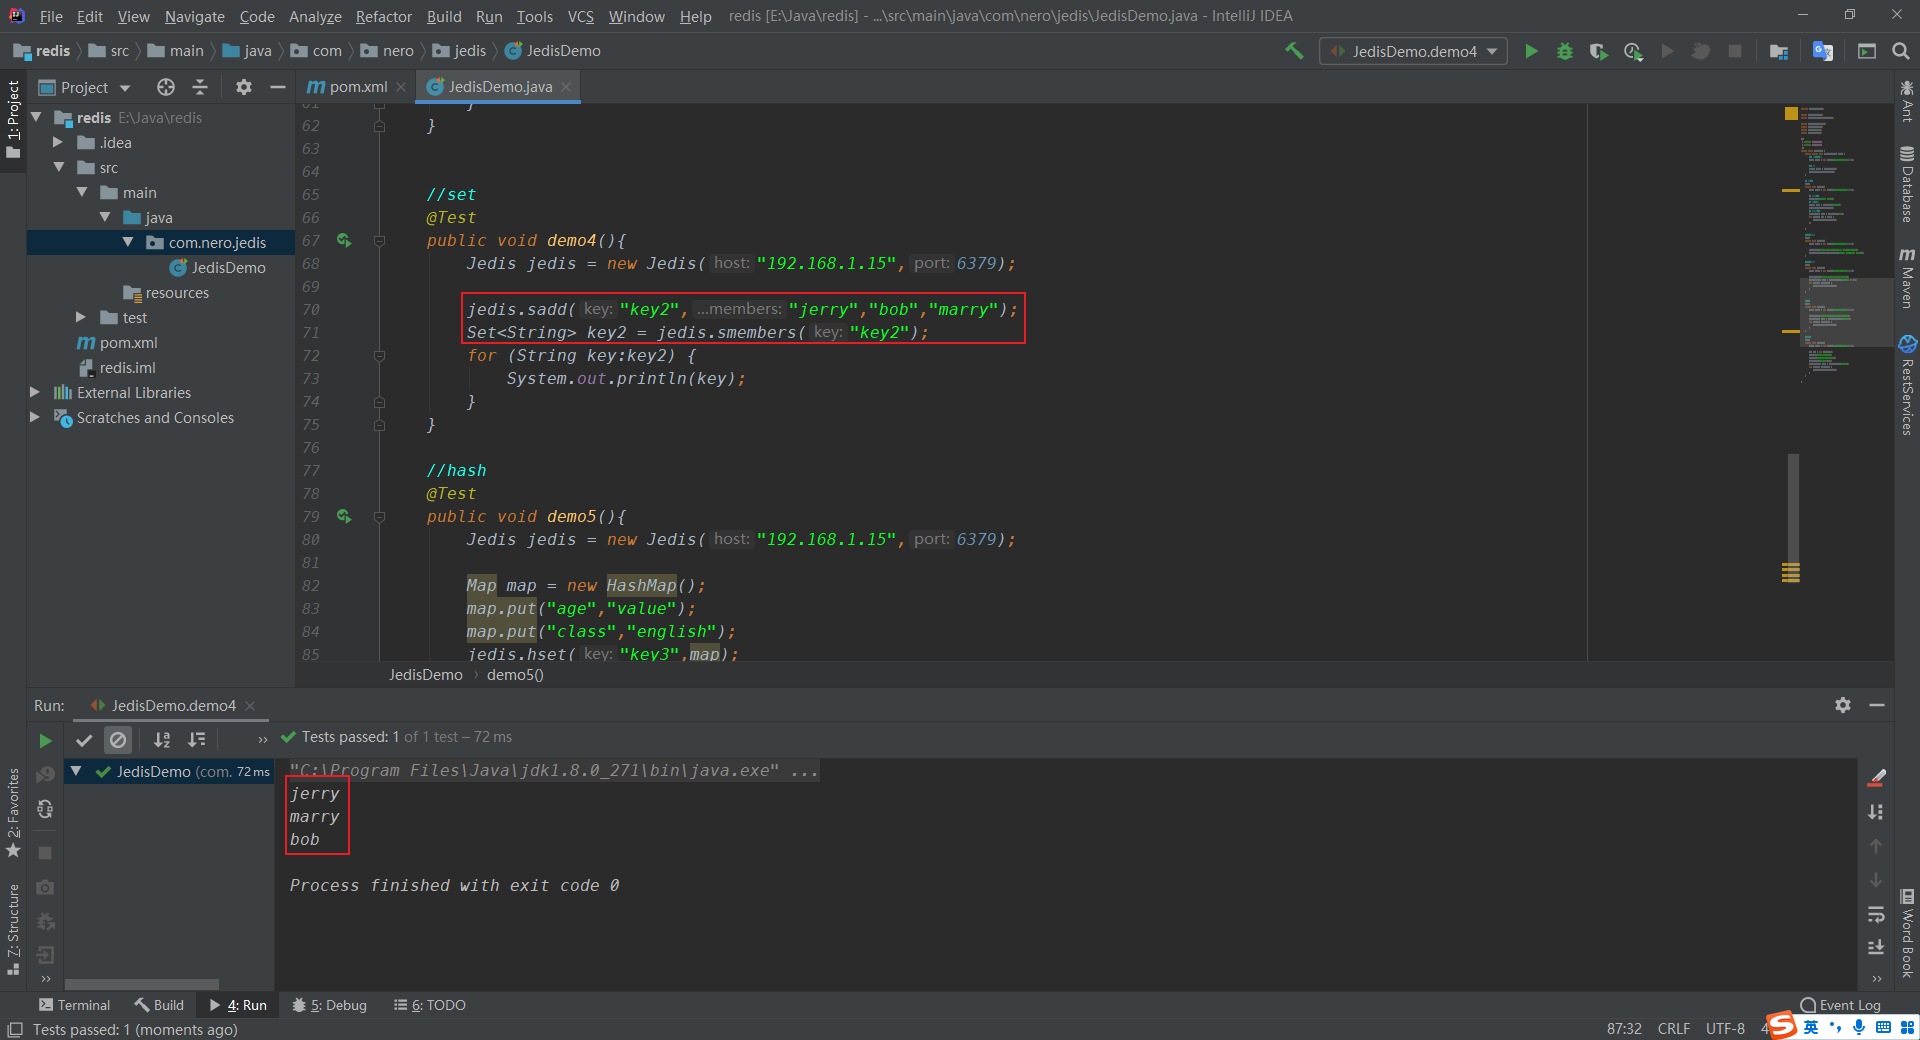 File Edit View Navigate Code Analyze Refactor Build Run Tools VCS Window Help redis [E:\Java\redis] - ...\src\main\java\com\nero\jedis\JedisDemo.java - IntelliJ IDEA
redis src main java com nero jedis JedisDemo JedisDemo.demo4
1: Project
Project
redis E:\Java\redis
.idea
src
main
java
com.nero.jedis
JedisDemo
resources
test
pom.xml
redis.iml
External Libraries
Scratches and Consoles
pom.xml JedisDemo.java
61 }
62 }
63
64
65 //set
66 @Test
67 public void demo4(){
68 Jedis jedis = new Jedis( host: "192.168.1.15", port: 6379);
69
70 jedis.sadd( key: "key2", ...members: "jerry","bob","marry");
71 Set<String> key2 = jedis.smembers( key: "key2");
72 for (String key:key2) {
73 System.out.println(key);
74 }
75 }
76
77 //hash
78 @Test
79 public void demo5(){
80 Jedis jedis = new Jedis( host: "192.168.1.15", port: 6379);
81
82 Map map = new HashMap();
83 map.put("age","value");
84 map.put("class","english");
85 jedis.hset( key: "key3",map);
JedisDemo › demo5()
Ant
Database
Maven
RestServices
Word Book
Run: JedisDemo.demo4
Tests passed: 1 of 1 test – 72 ms
JedisDemo (com. 72 ms
"C:\Program Files\Java\jdk1.8.0_271\bin\java.exe" ...
jerry
marry
bob
Process finished with exit code 0
2: Favorites
7: Structure
Terminal Build 4: Run 5: Debug 6: TODO Event Log
Tests passed: 1 (moments ago) 87:32 CRLF UTF-8 4
英